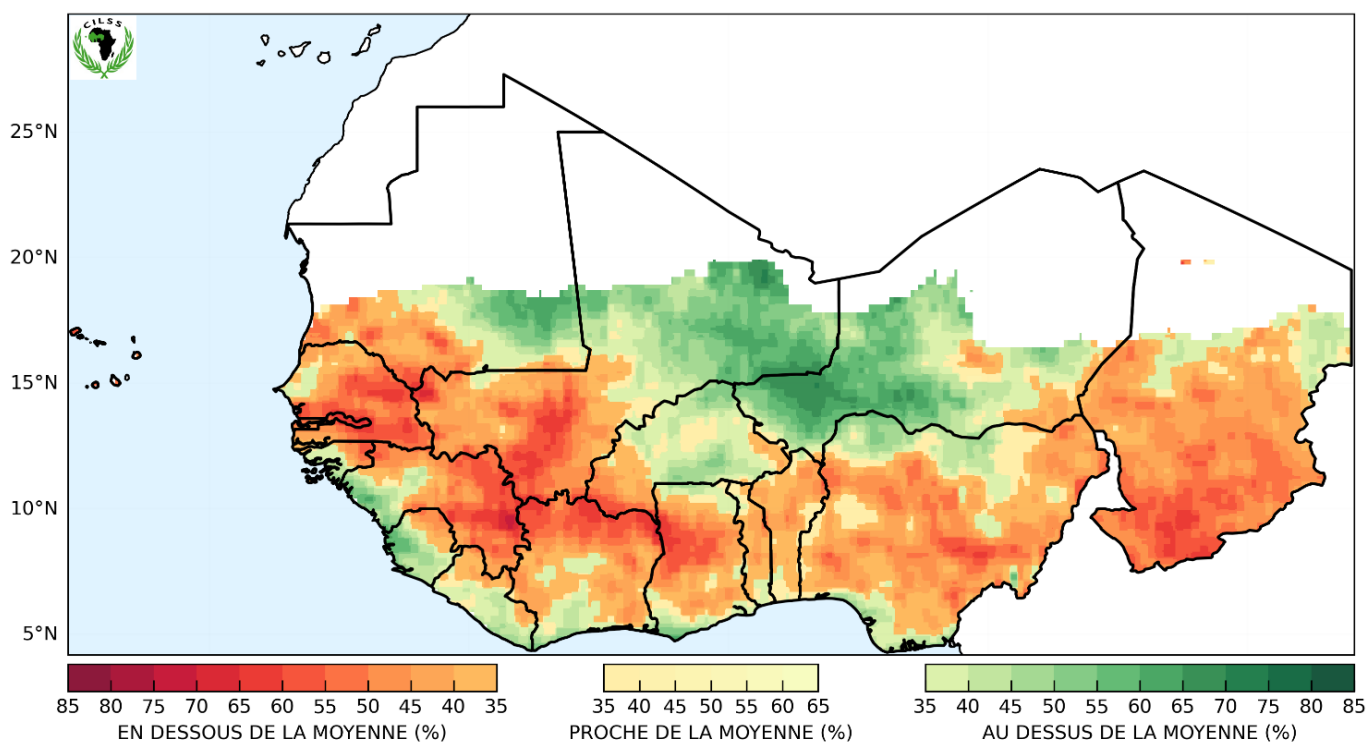 CILSS
25°N
20°N
15°N
10°N
5°N
85 80 75 70 65 60 55 50 45 40 35
35 40 45 50 55 60 65
35 40 45 50 55 60 65 70 75 80 85
EN DESSOUS DE LA MOYENNE (%)
PROCHE DE LA MOYENNE (%)
AU DESSUS DE LA MOYENNE (%)